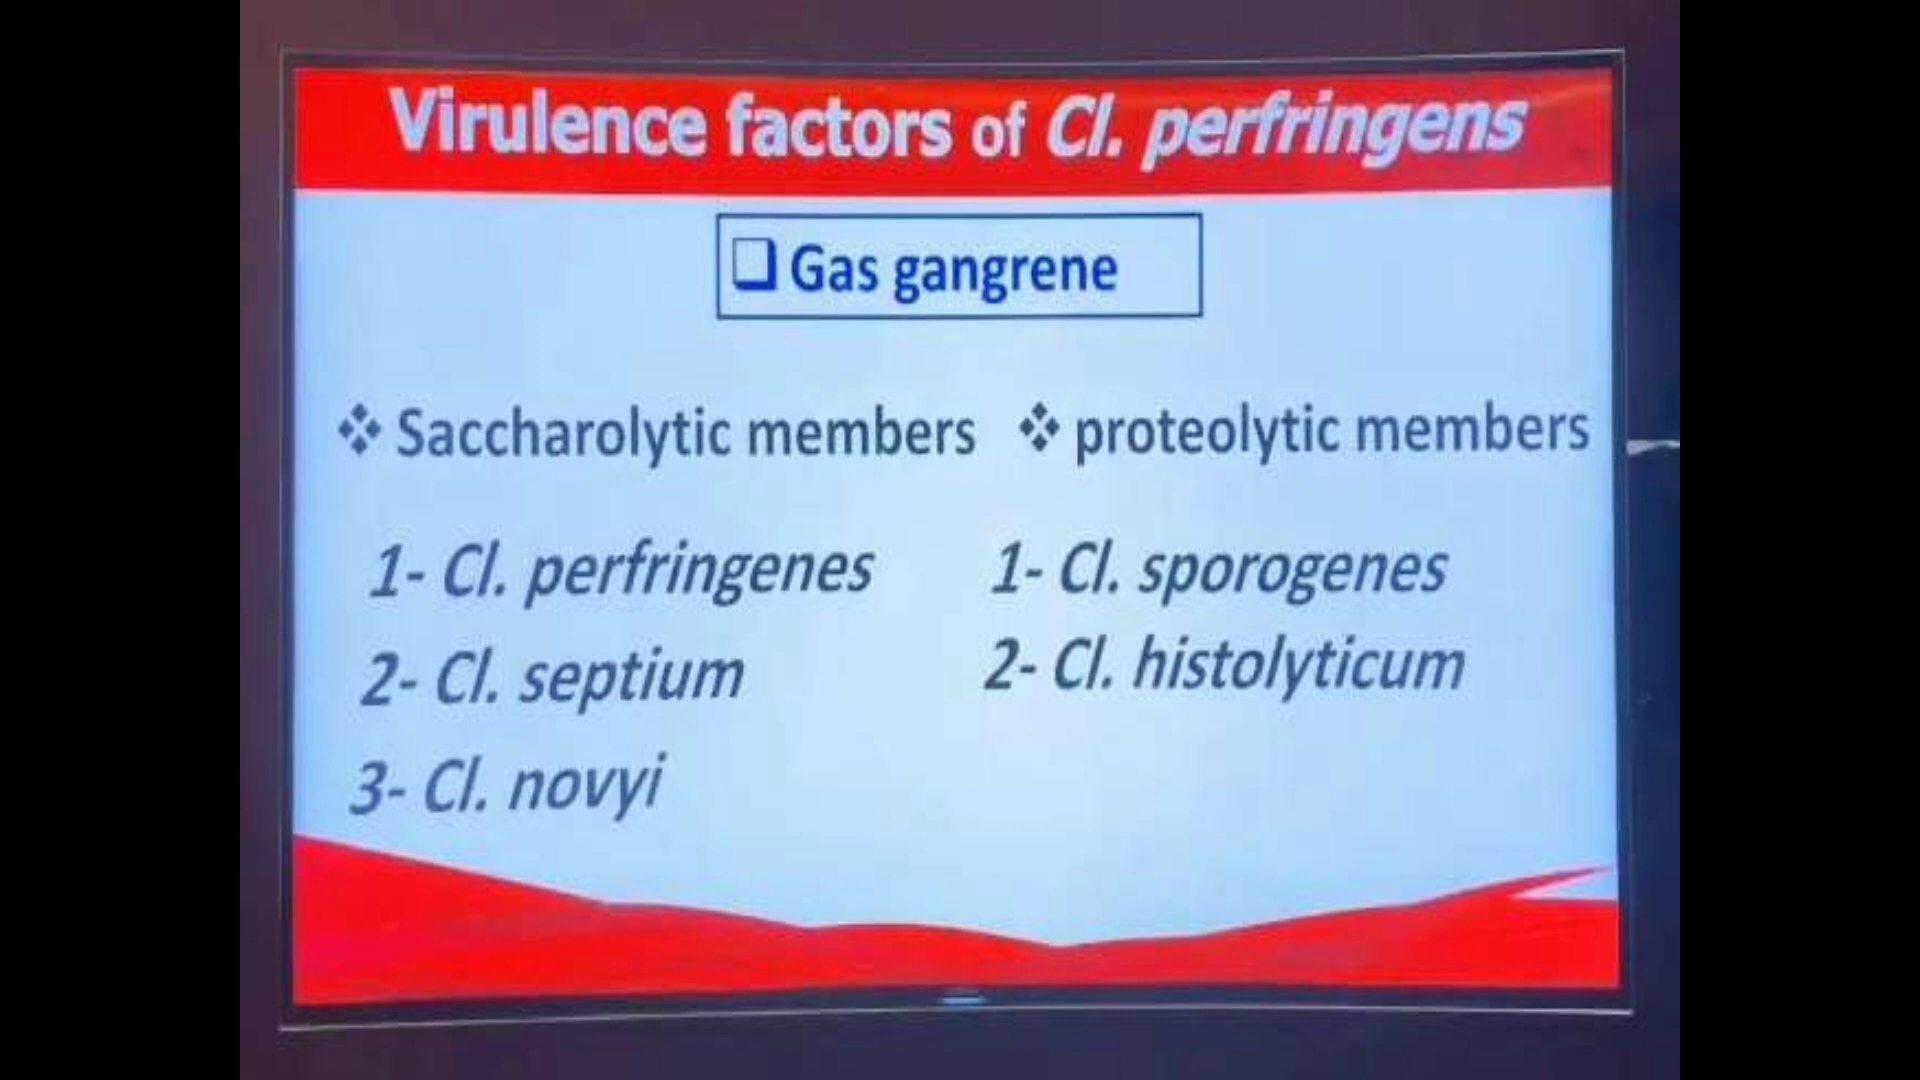 Virulence factors of Cl. perfringens
❑ Gas gangrene
❖ Saccharolytic members
1- Cl. perfringenes
2- Cl. septium
3- Cl. novyi
❖ proteolytic members
1- Cl. sporogenes
2- Cl. histolyticum